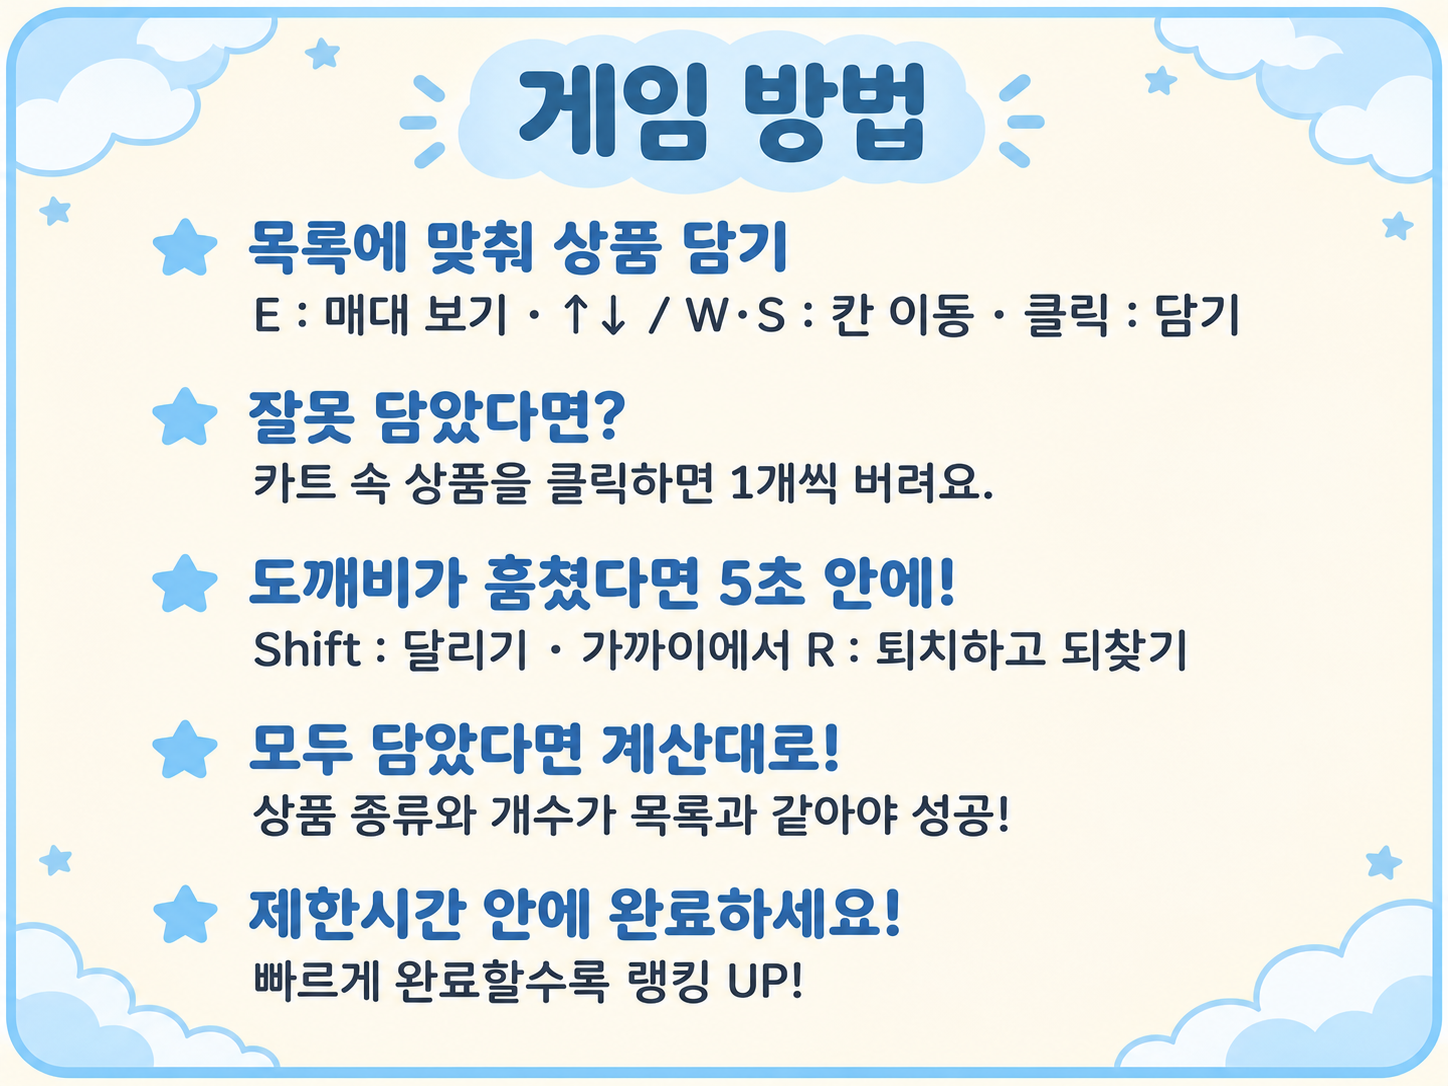 게임 방법
목록에 맞춰 상품 담기
E : 매대 보기 · ↑↓ / W·S : 칸 이동 · 클릭 : 담기
잘못 담았다면?
카트 속 상품을 클릭하면 1개씩 버려요.
도깨비가 훔쳤다면 5초 안에!
Shift : 달리기 · 가까이에서 R : 퇴치하고 되찾기
모두 담았다면 계산대로!
상품 종류와 개수가 목록과 같아야 성공!
제한시간 안에 완료하세요!
빠르게 완료할수록 랭킹 UP!